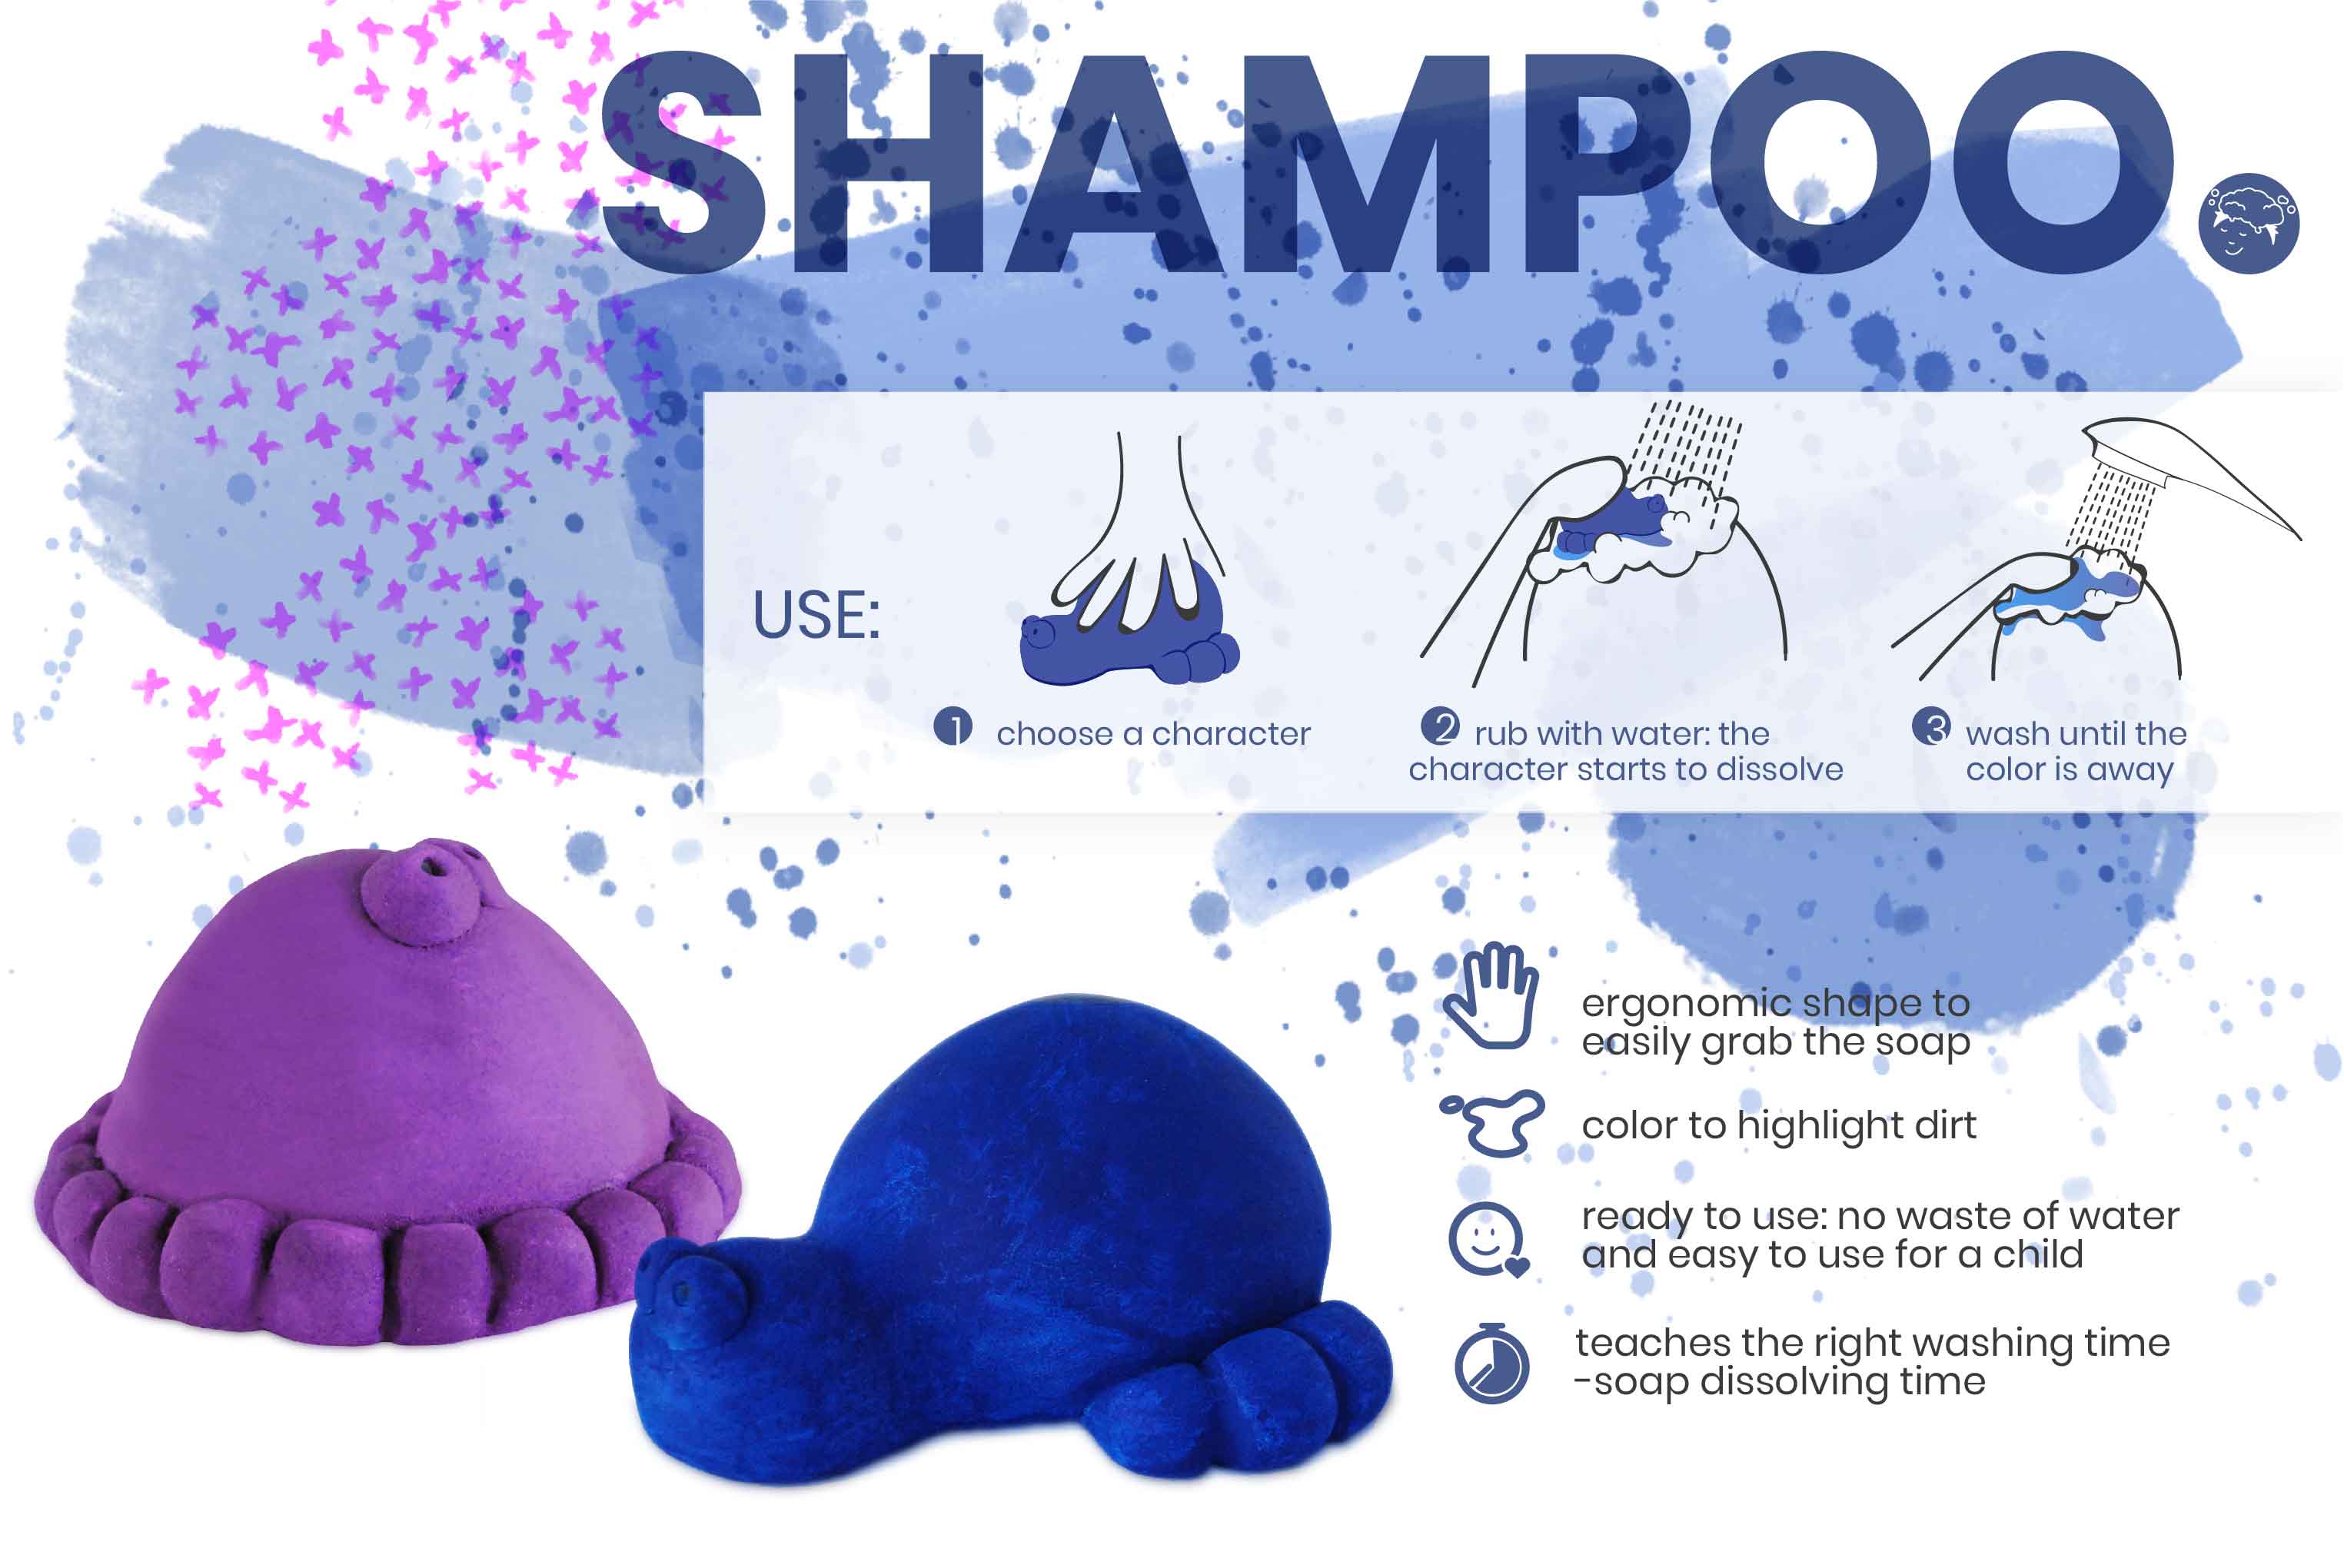 SHAMPOO
USE:
1 choose a character
2 rub with water: the
character starts to dissolve
3 wash until the
color is away
ergonomic shape to
easily grab the soap
color to highlight dirt
ready to use: no waste of water
and easy to use for a child
teaches the right washing time
-soap dissolving time